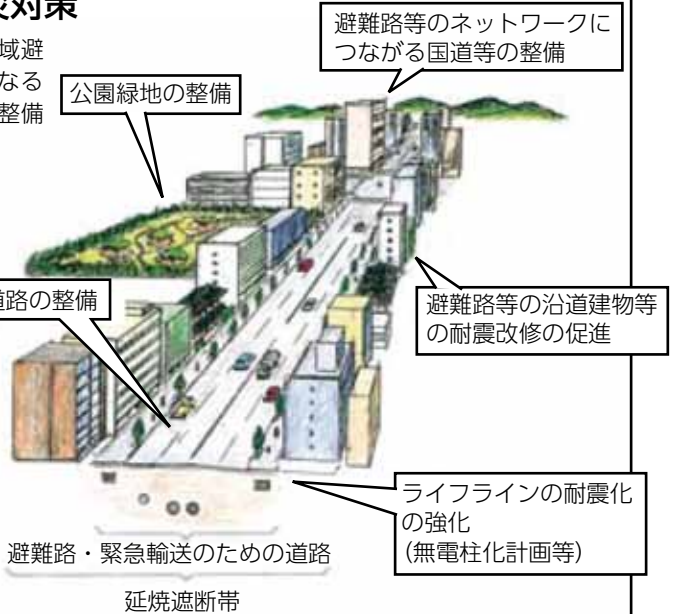 対策
避難路等のネットワークに
つながる国道等の整備
域避
なる
整備
公園緑地の整備
路の整備
避難路等の沿道建物等
の耐震改修の促進
ライフラインの耐震化
の強化
(無電柱化計画等)
避難路・緊急輸送のための道路
延焼遮断帯